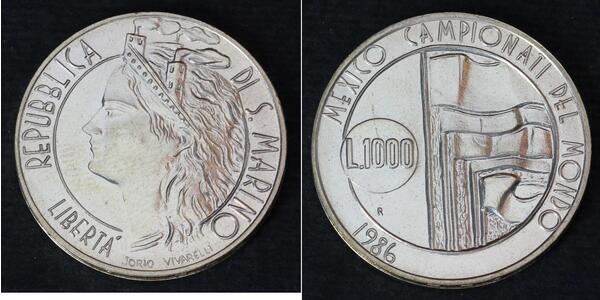 REPUBBLICA DI S. MARINO
LIBERTA'
JORIO VIVARELLI
MEXICO CAMPIONATI DEL MONDO
L.1000
R
1986